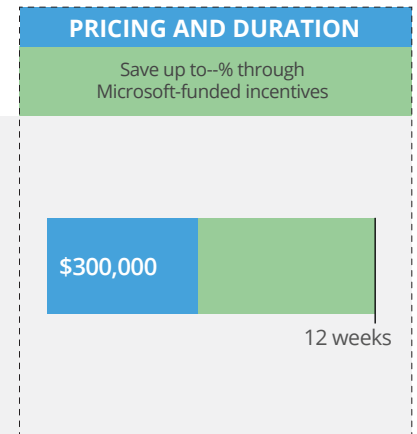 PRICING AND DURATION
Save up to--% through
Microsoft-funded incentives
$300,000
12 weeks